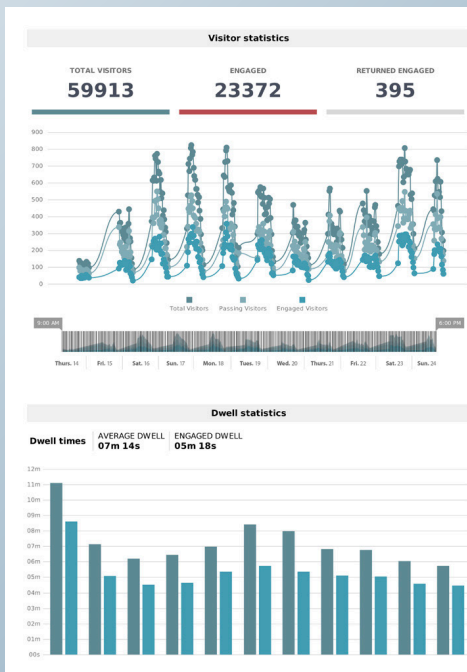 Visitor statistics
TOTAL VISITORS ENGAGED RETURNED ENGAGED
59913 23372 395
900
800
700
600
500
400
300
200
100
0
Total Visitors Passing Visitors Engaged Visitors
9:00 AM 6:00 PM
Thurs. 14 Fri. 15 Sat. 16 Sun. 17 Mon. 18 Tues. 19 Wed. 20 Thurs. 21 Fri. 22 Sat. 23 Sun. 24
Dwell statistics
Dwell times AVERAGE DWELL ENGAGED DWELL
07m 14s 05m 18s
12m
11m
10m
09m
08m
07m
06m
05m
04m
03m
02m
01m
00s